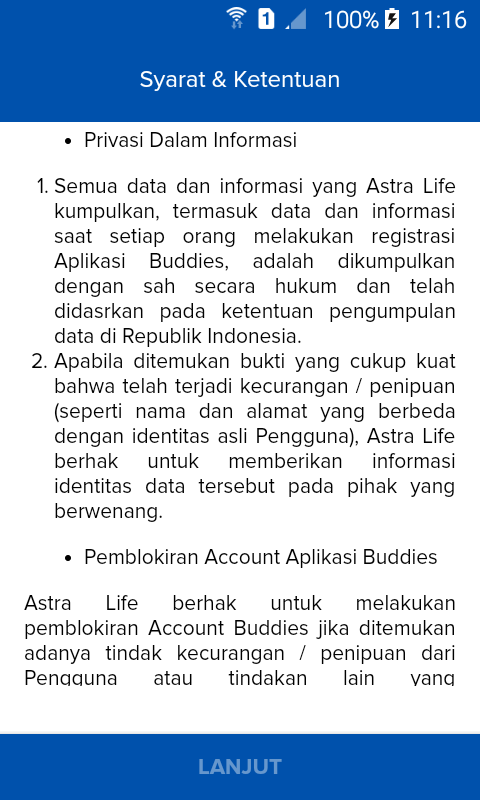 1 100% 11:16
Syarat & Ketentuan
• Privasi Dalam Informasi
1. Semua data dan informasi yang Astra Life
kumpulkan, termasuk data dan informasi
saat setiap orang melakukan registrasi
Aplikasi Buddies, adalah dikumpulkan
dengan sah secara hukum dan telah
didasrkan pada ketentuan pengumpulan
data di Republik Indonesia.
2. Apabila ditemukan bukti yang cukup kuat
bahwa telah terjadi kecurangan / penipuan
(seperti nama dan alamat yang berbeda
dengan identitas asli Pengguna), Astra Life
berhak untuk memberikan informasi
identitas data tersebut pada pihak yang
berwenang.
• Pemblokiran Account Aplikasi Buddies
Astra Life berhak untuk melakukan
pemblokiran Account Buddies jika ditemukan
adanya tindak kecurangan / penipuan dari
Pengguna atau tindakan lain yang
LANJUT